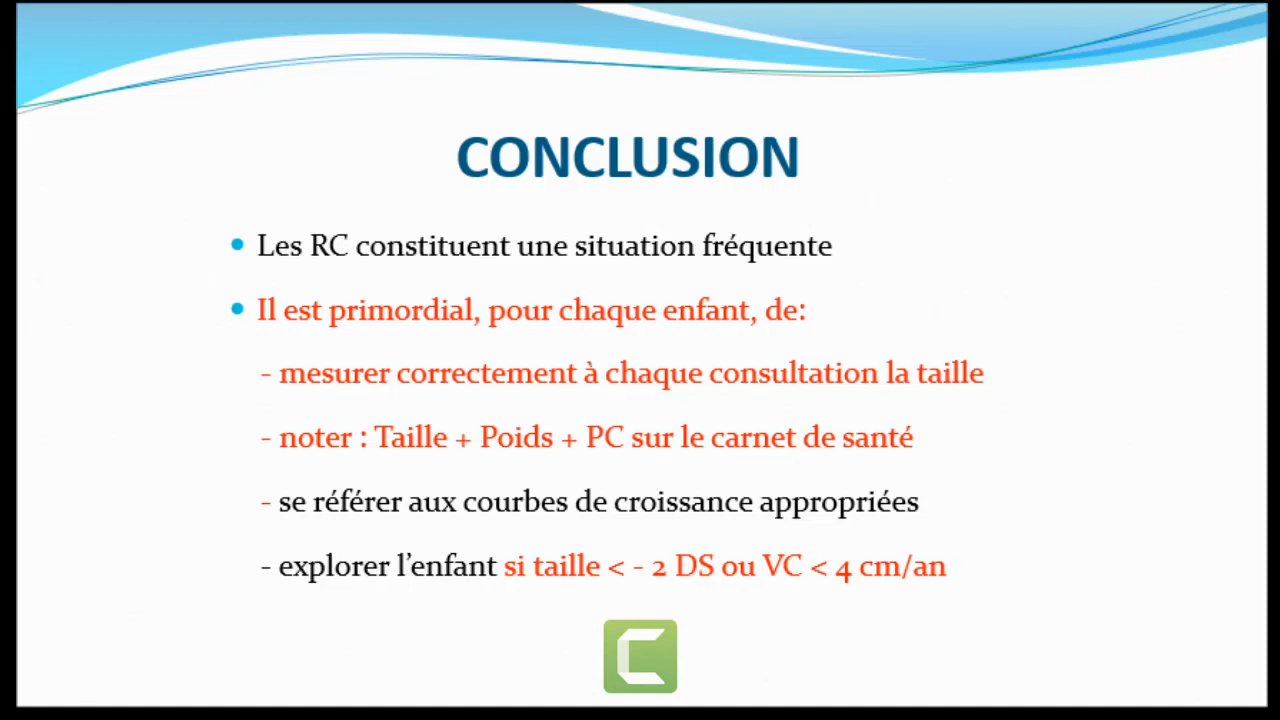 CONCLUSION
• Les RC constituent une situation fréquente
• Il est primordial, pour chaque enfant, de:
- mesurer correctement à chaque consultation la taille
- noter : Taille + Poids + PC sur le carnet de santé
- se référer aux courbes de croissance appropriées
- explorer l’enfant si taille < - 2 DS ou VC < 4 cm/an